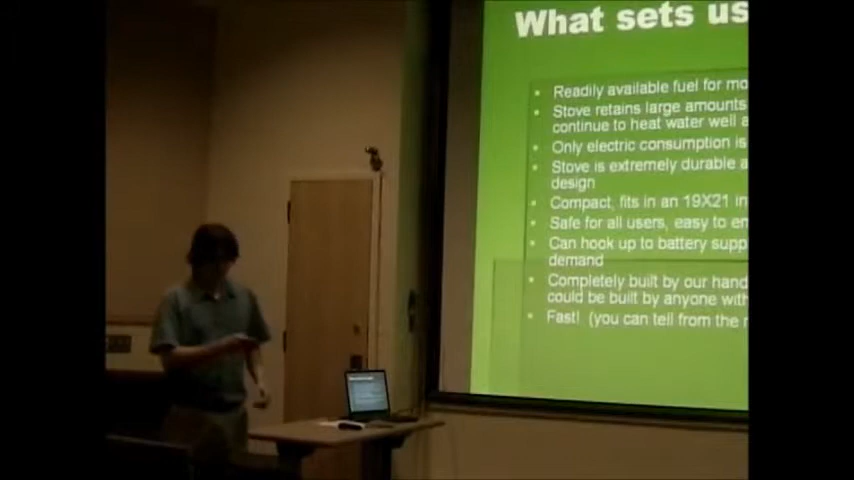 What sets us
Readily available fuel for mo
Stove retains large amounts
continue to heat water well a
Only electric consumption is
Stove is extremely durable a
design
Compact, fits in an 19X21 in
Safe for all users, easy to en
Can hook up to battery supp
demand
Completely built by our hand
could be built by anyone with
Fast!  (you can tell from the r